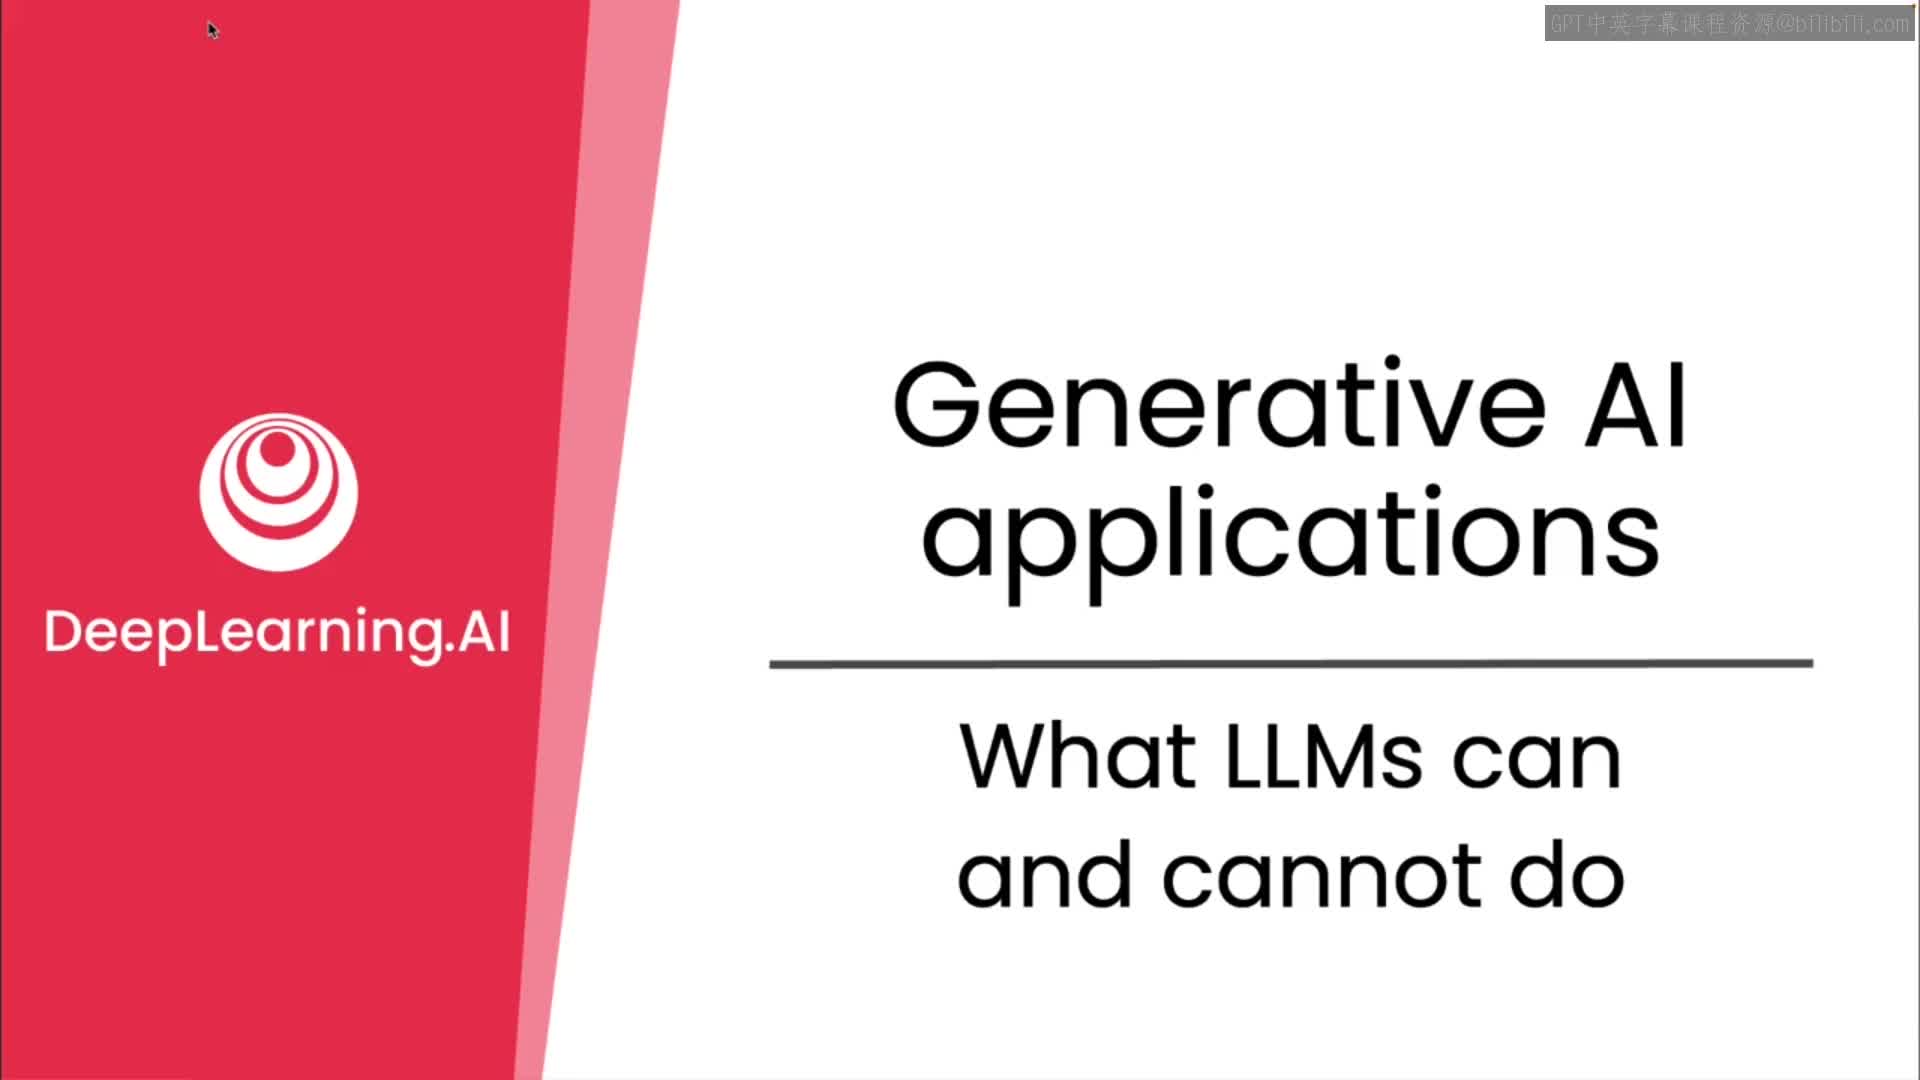 GPT中英字幕课程资源@bilibili.com
Generative AI
applications
What LLMs can
and cannot do
DeepLearning.AI